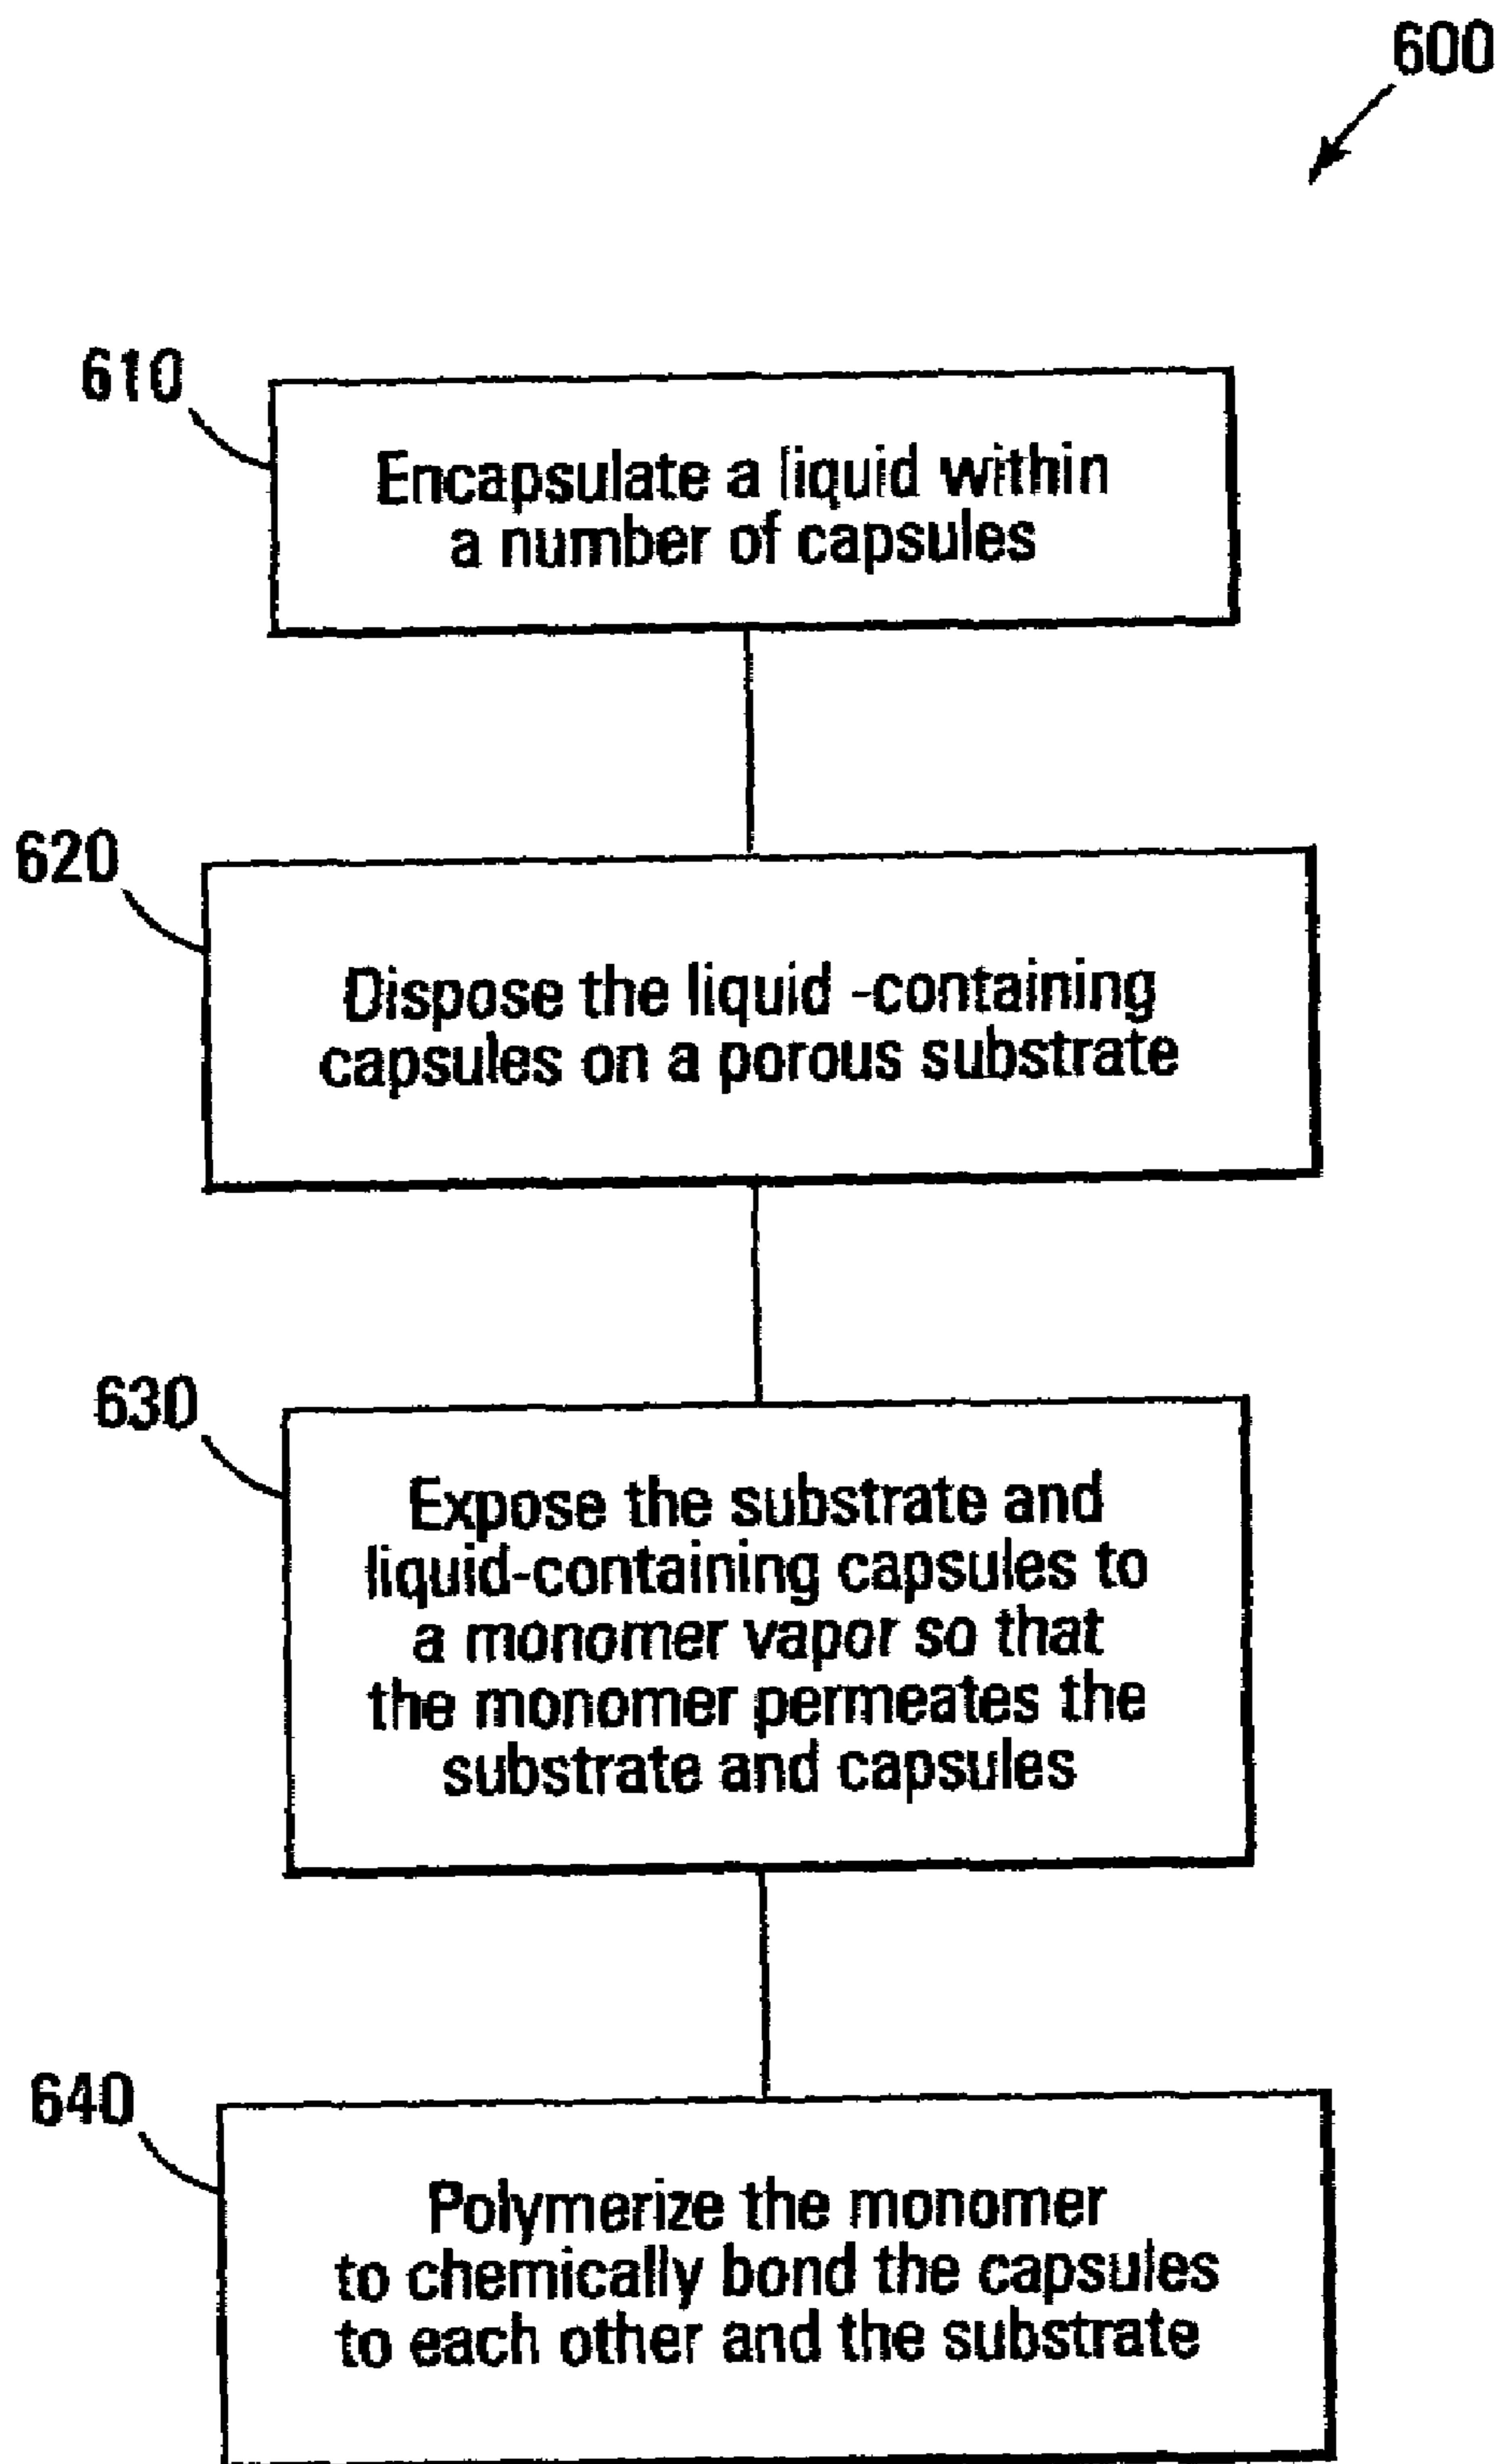 600
610
Encapsulate a liquid within
a number of capsules
620
Dispose the liquid -containing
capsules on a porous substrate
630
Expose the substrate and
liquid-containing capsules to
a monomer vapor so that
the monomer permeates the
substrate and capsules
640
Polymerize the monomer
to chemically bond the capsules
to each other and the substrate